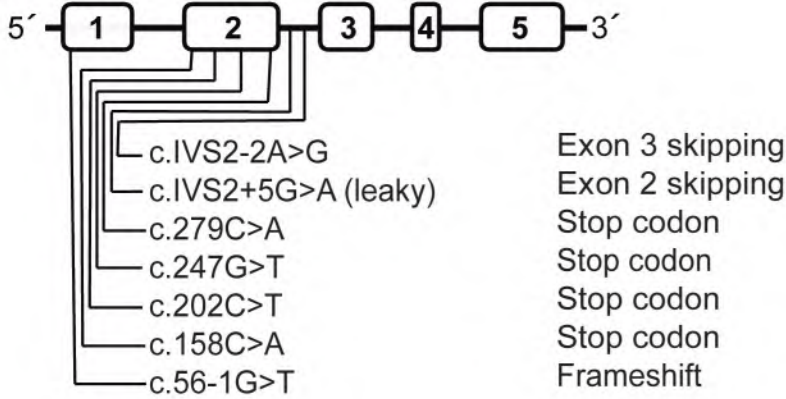 5´ 1 2 3 4 5 3´
c.IVS2-2A>G Exon 3 skipping
c.IVS2+5G>A (leaky) Exon 2 skipping
c.279C>A Stop codon
c.247G>T Stop codon
c.202C>T Stop codon
c.158C>A Stop codon
c.56-1G>T Frameshift